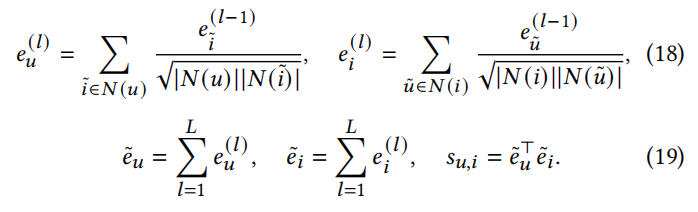 $e_u^{(l)} = \sum_{\tilde{i} \in N(u)} \frac{e_{\tilde{i}}^{(l-1)}}{\sqrt{|N(u)||N(\tilde{i})|}}, \quad e_i^{(l)} = \sum_{\tilde{u} \in N(i)} \frac{e_{\tilde{u}}^{(l-1)}}{\sqrt{|N(i)||N(\tilde{u})|}}, \quad (18)$
$\tilde{e}_u = \sum_{l=1}^{L} e_u^{(l)}, \quad \tilde{e}_i = \sum_{l=1}^{L} e_i^{(l)}, \quad s_{u,i} = \tilde{e}_u^\top \tilde{e}_i. \quad (19)$